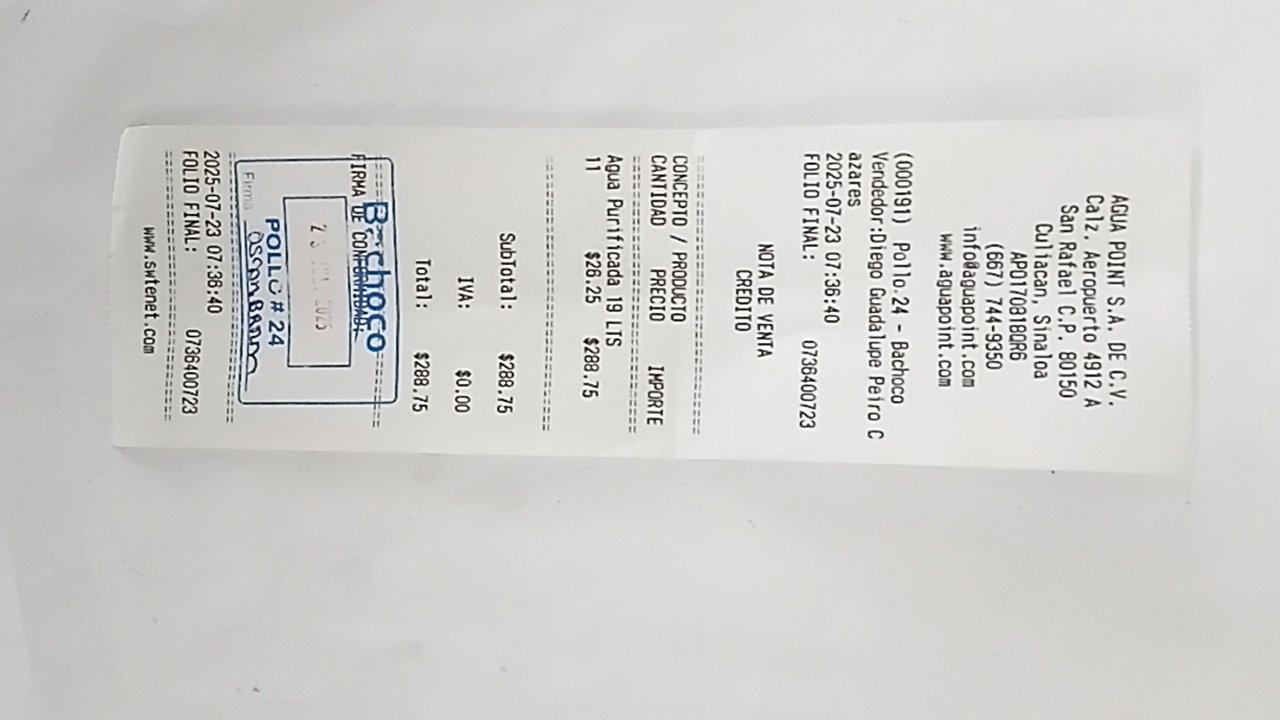 AGUA POINT S.A. DE C.V.
Calz. Aeropuerto 4912 A
San Rafael C.P. 80150
Culiacan, Sinaloa
APO170818QR6
(667) 744-9350
info@aguapoint.com
www.aguapoint.com
(000191) Pollo.24 - Bachoco
Vendedor:Diego Guadalupe Peiro C
azares
2025-07-23 07:36:40
FOLIO FINAL: 0736400723
NOTA DE VENTA
CREDITO
CONCEPTO / PRODUCTO
CANTIDAD PRECIO IMPORTE
Agua Purificada 19 LTS
11 $26.25 $288.75
SubTotal: $288.75
IVA: $0.00
Total: $288.75
Bachoco
FIRMA DE CONFORMIDAD
2025
POLLO # 24
Firma
2025-07-23 07:36:40
FOLIO FINAL: 0736400723
www.swtenet.com